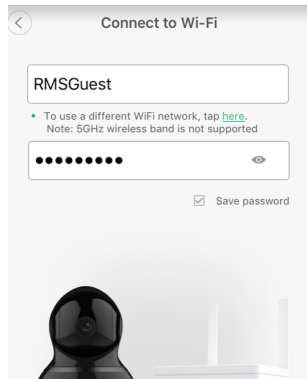 Connect to Wi-Fi
RMSGuest
• To use a different WiFi network, tap here.
Note: 5GHz wireless band is not supported
•••••••••
Save password